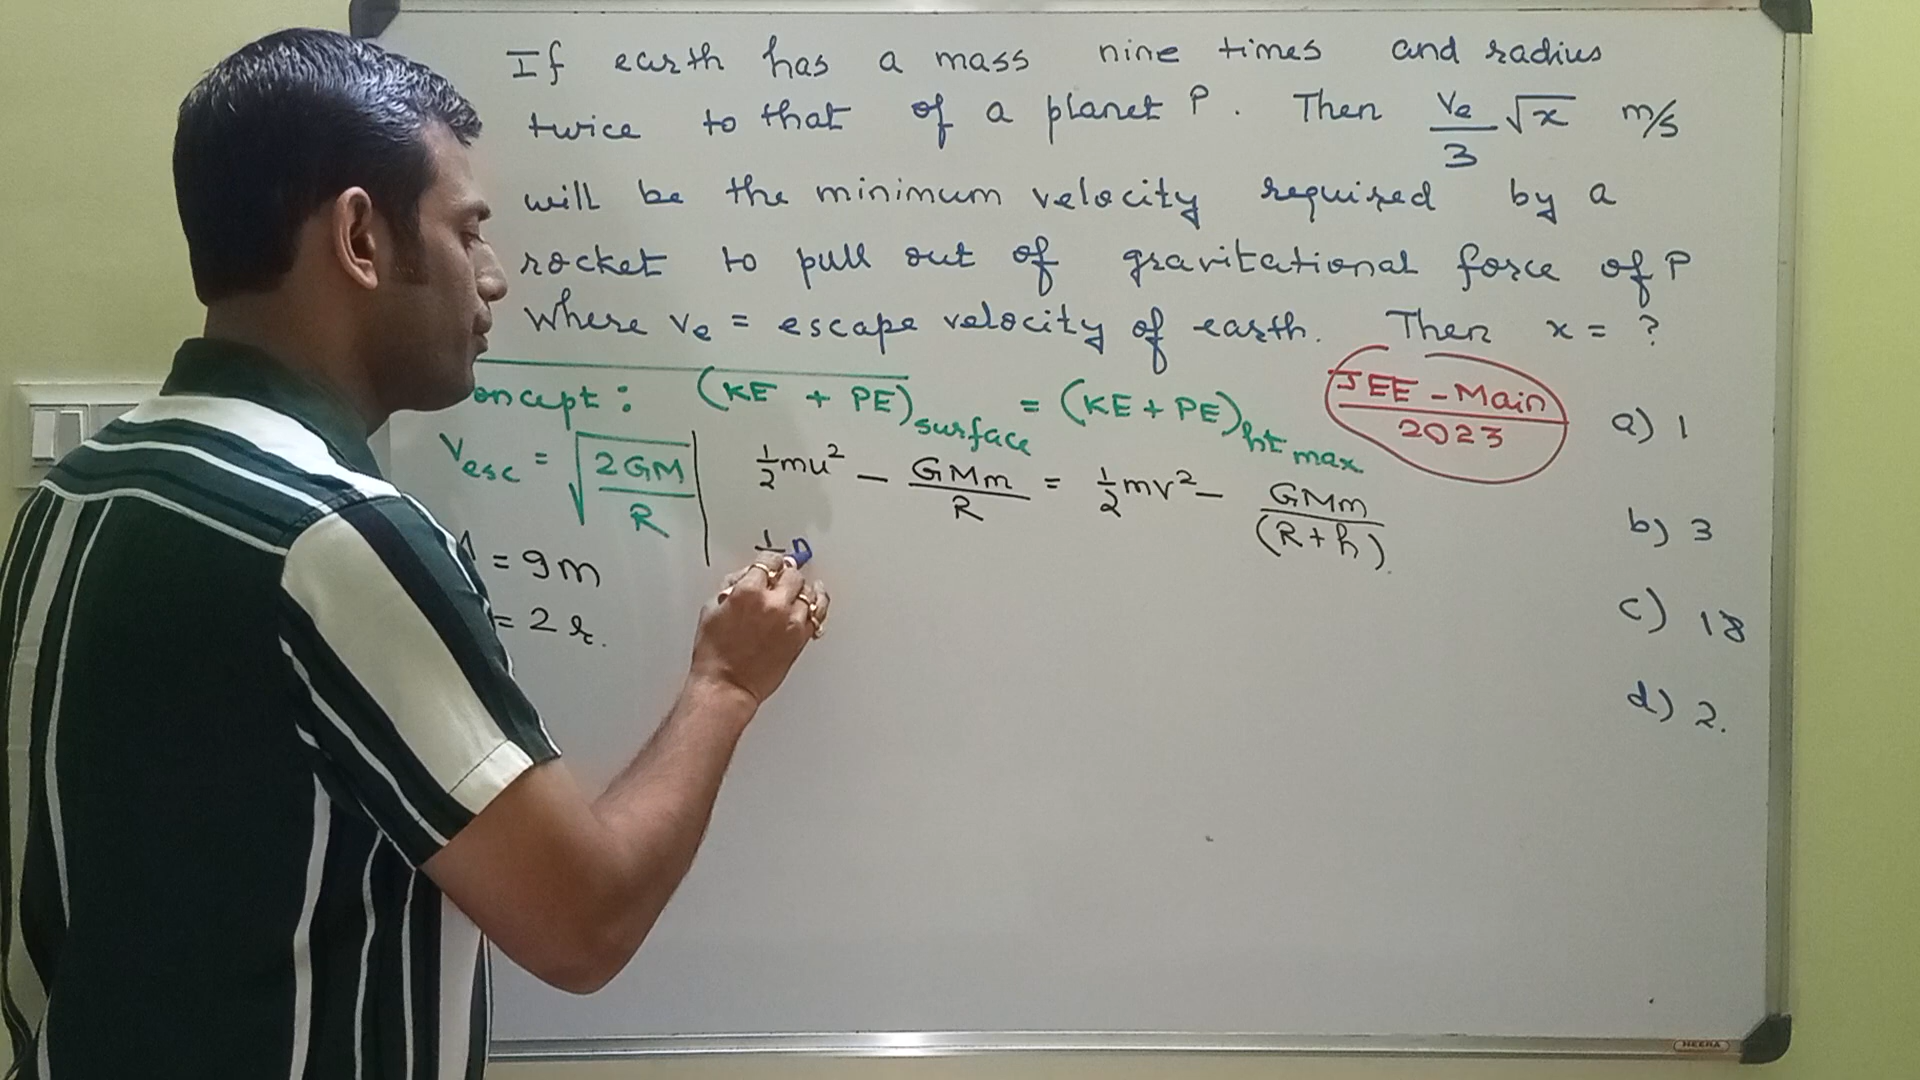 If earth has a mass nine times and radius
twice to that of a planet P. Then Ve/3 √x m/s
will be the minimum velocity required by a
rocket to pull out of gravitational force of P
Where Ve = escape velocity of earth. Then x = ?
oncept: (KE + PE)surface = (KE + PE)ht max
JEE - Main
2023
a) 1
Vesc = √(2GM/R)
½mu² - GMm/R = ½mv² - GMm/(R+h)
b) 3
= 9m
= 2r.
½
c) 18
d) 2.
NEERA